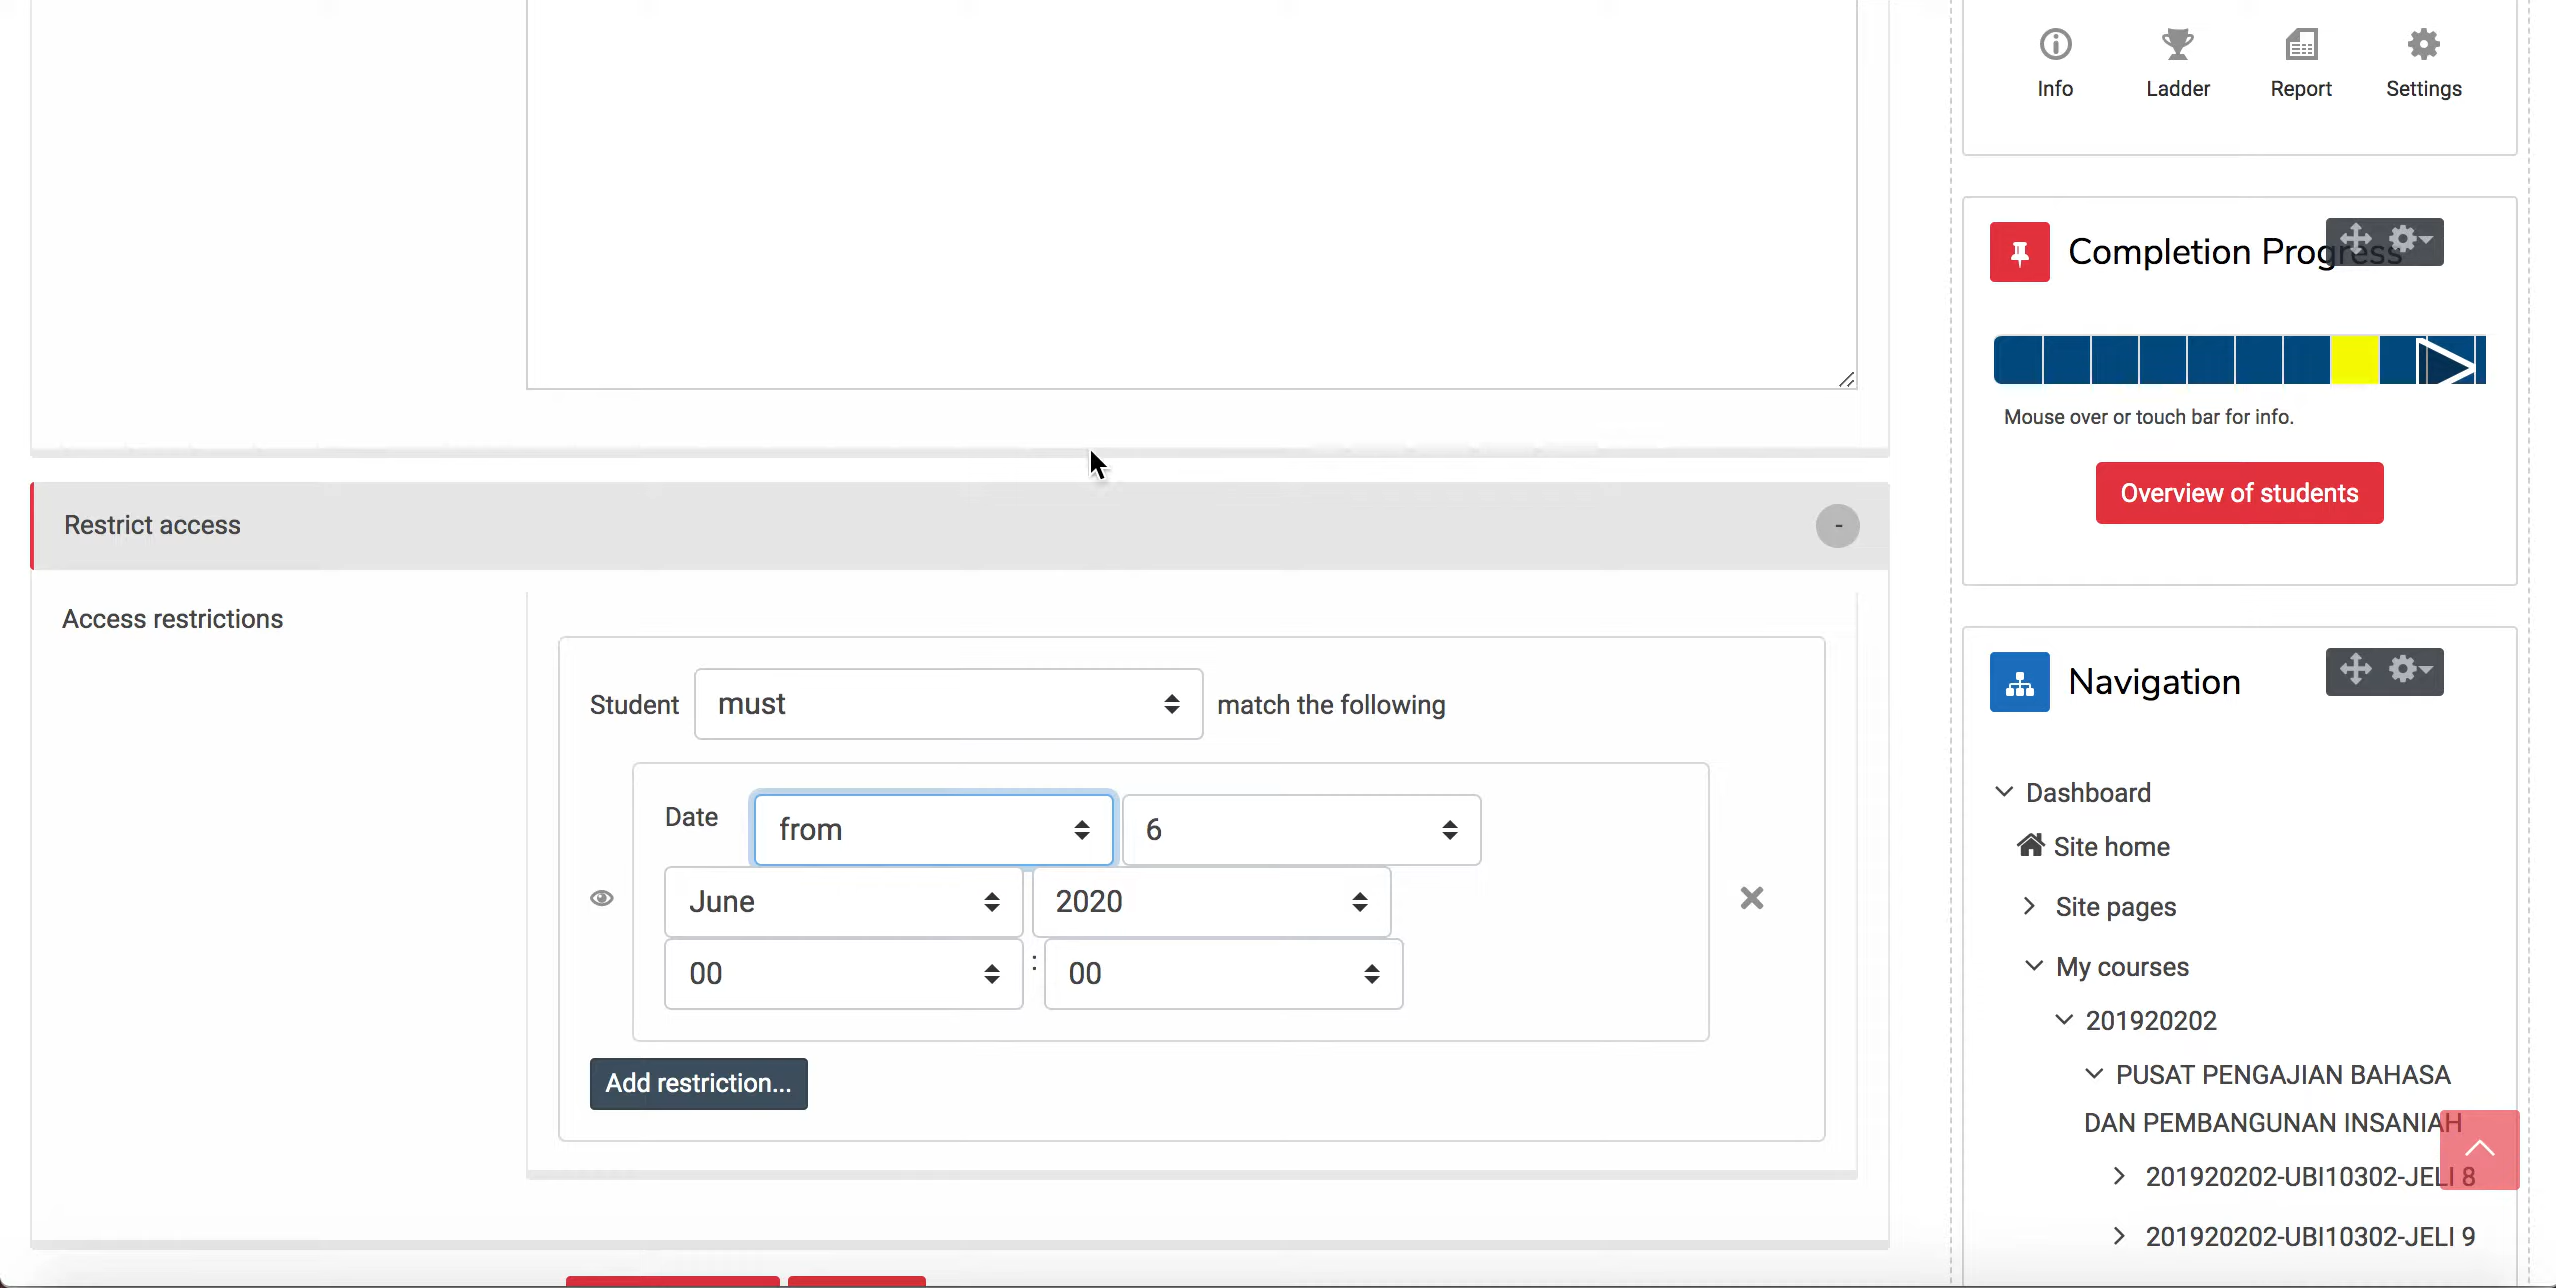 Info Ladder Report Settings
Completion Progress
Mouse over or touch bar for info.
Overview of students
Restrict access -
Access restrictions
Student must match the following
Date from 6
June 2020
00 : 00
Add restriction...
Navigation
Dashboard
Site home
Site pages
My courses
201920202
PUSAT PENGAJIAN BAHASA
DAN PEMBANGUNAN INSANIAH
201920202-UBI10302-JELI 8
201920202-UBI10302-JELI 9